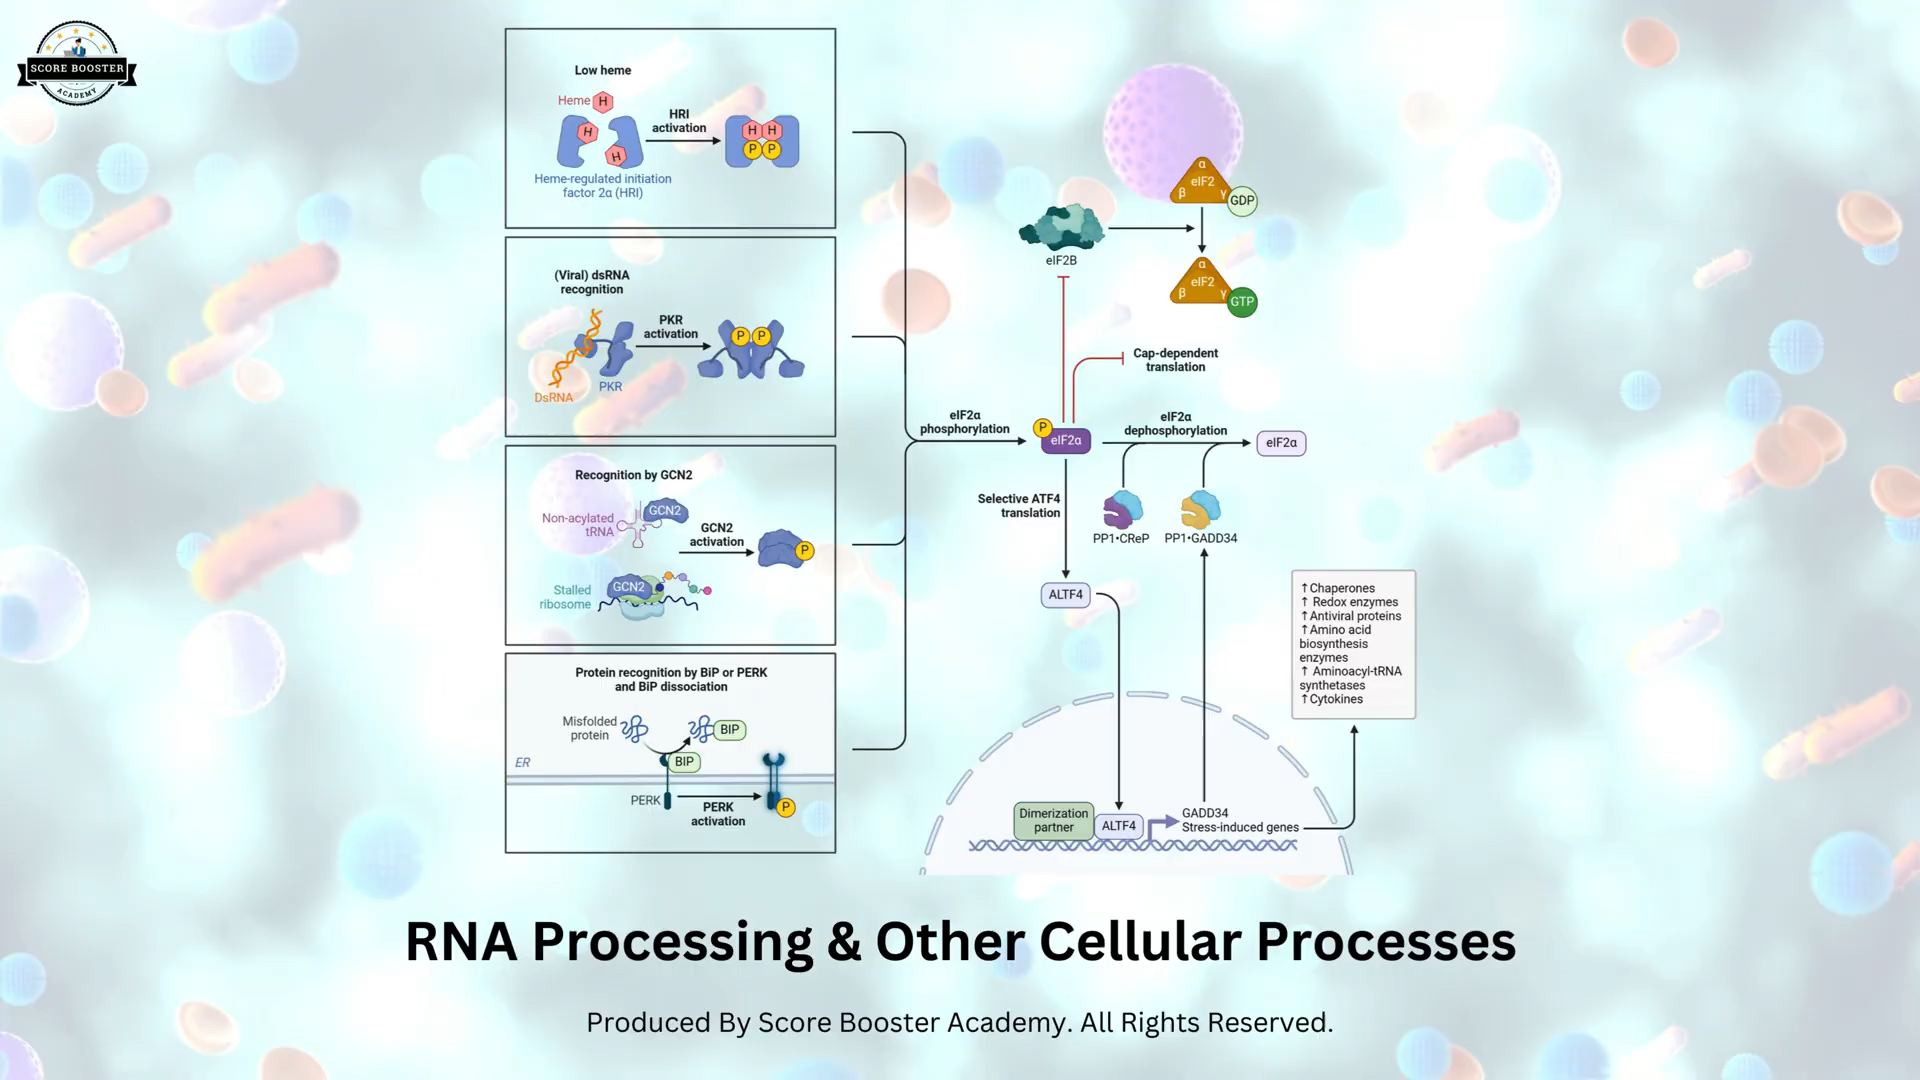 SCORE BOOSTER
ACADEMY
Low heme
Heme
H
H
H
HRI
activation
H H
P P
Heme-regulated initiation
factor 2α (HRI)
(Viral) dsRNA
recognition
PKR
activation
P P
PKR
DsRNA
Recognition by GCN2
Non-acylated
tRNA
GCN2
GCN2
activation
P
Stalled
ribosome
GCN2
Protein recognition by BiP or PERK
and BiP dissociation
Misfolded
protein
BIP
BIP
ER
PERK
PERK
activation
P
eIF2α
phosphorylation
α
eIF2
β γ
GDP
eIF2B
α
eIF2
β γ
GTP
Cap-dependent
translation
P
eIF2α
eIF2α
dephosphorylation
eIF2α
Selective ATF4
translation
PP1•CReP
PP1•GADD34
ALTF4
↑Chaperones
↑ Redox enzymes
↑Antiviral proteins
↑Amino acid
biosynthesis
enzymes
↑ Aminoacyl-tRNA
synthetases
↑Cytokines
Dimerization
partner
ALTF4
GADD34
Stress-induced genes
RNA Processing & Other Cellular Processes
Produced By Score Booster Academy. All Rights Reserved.